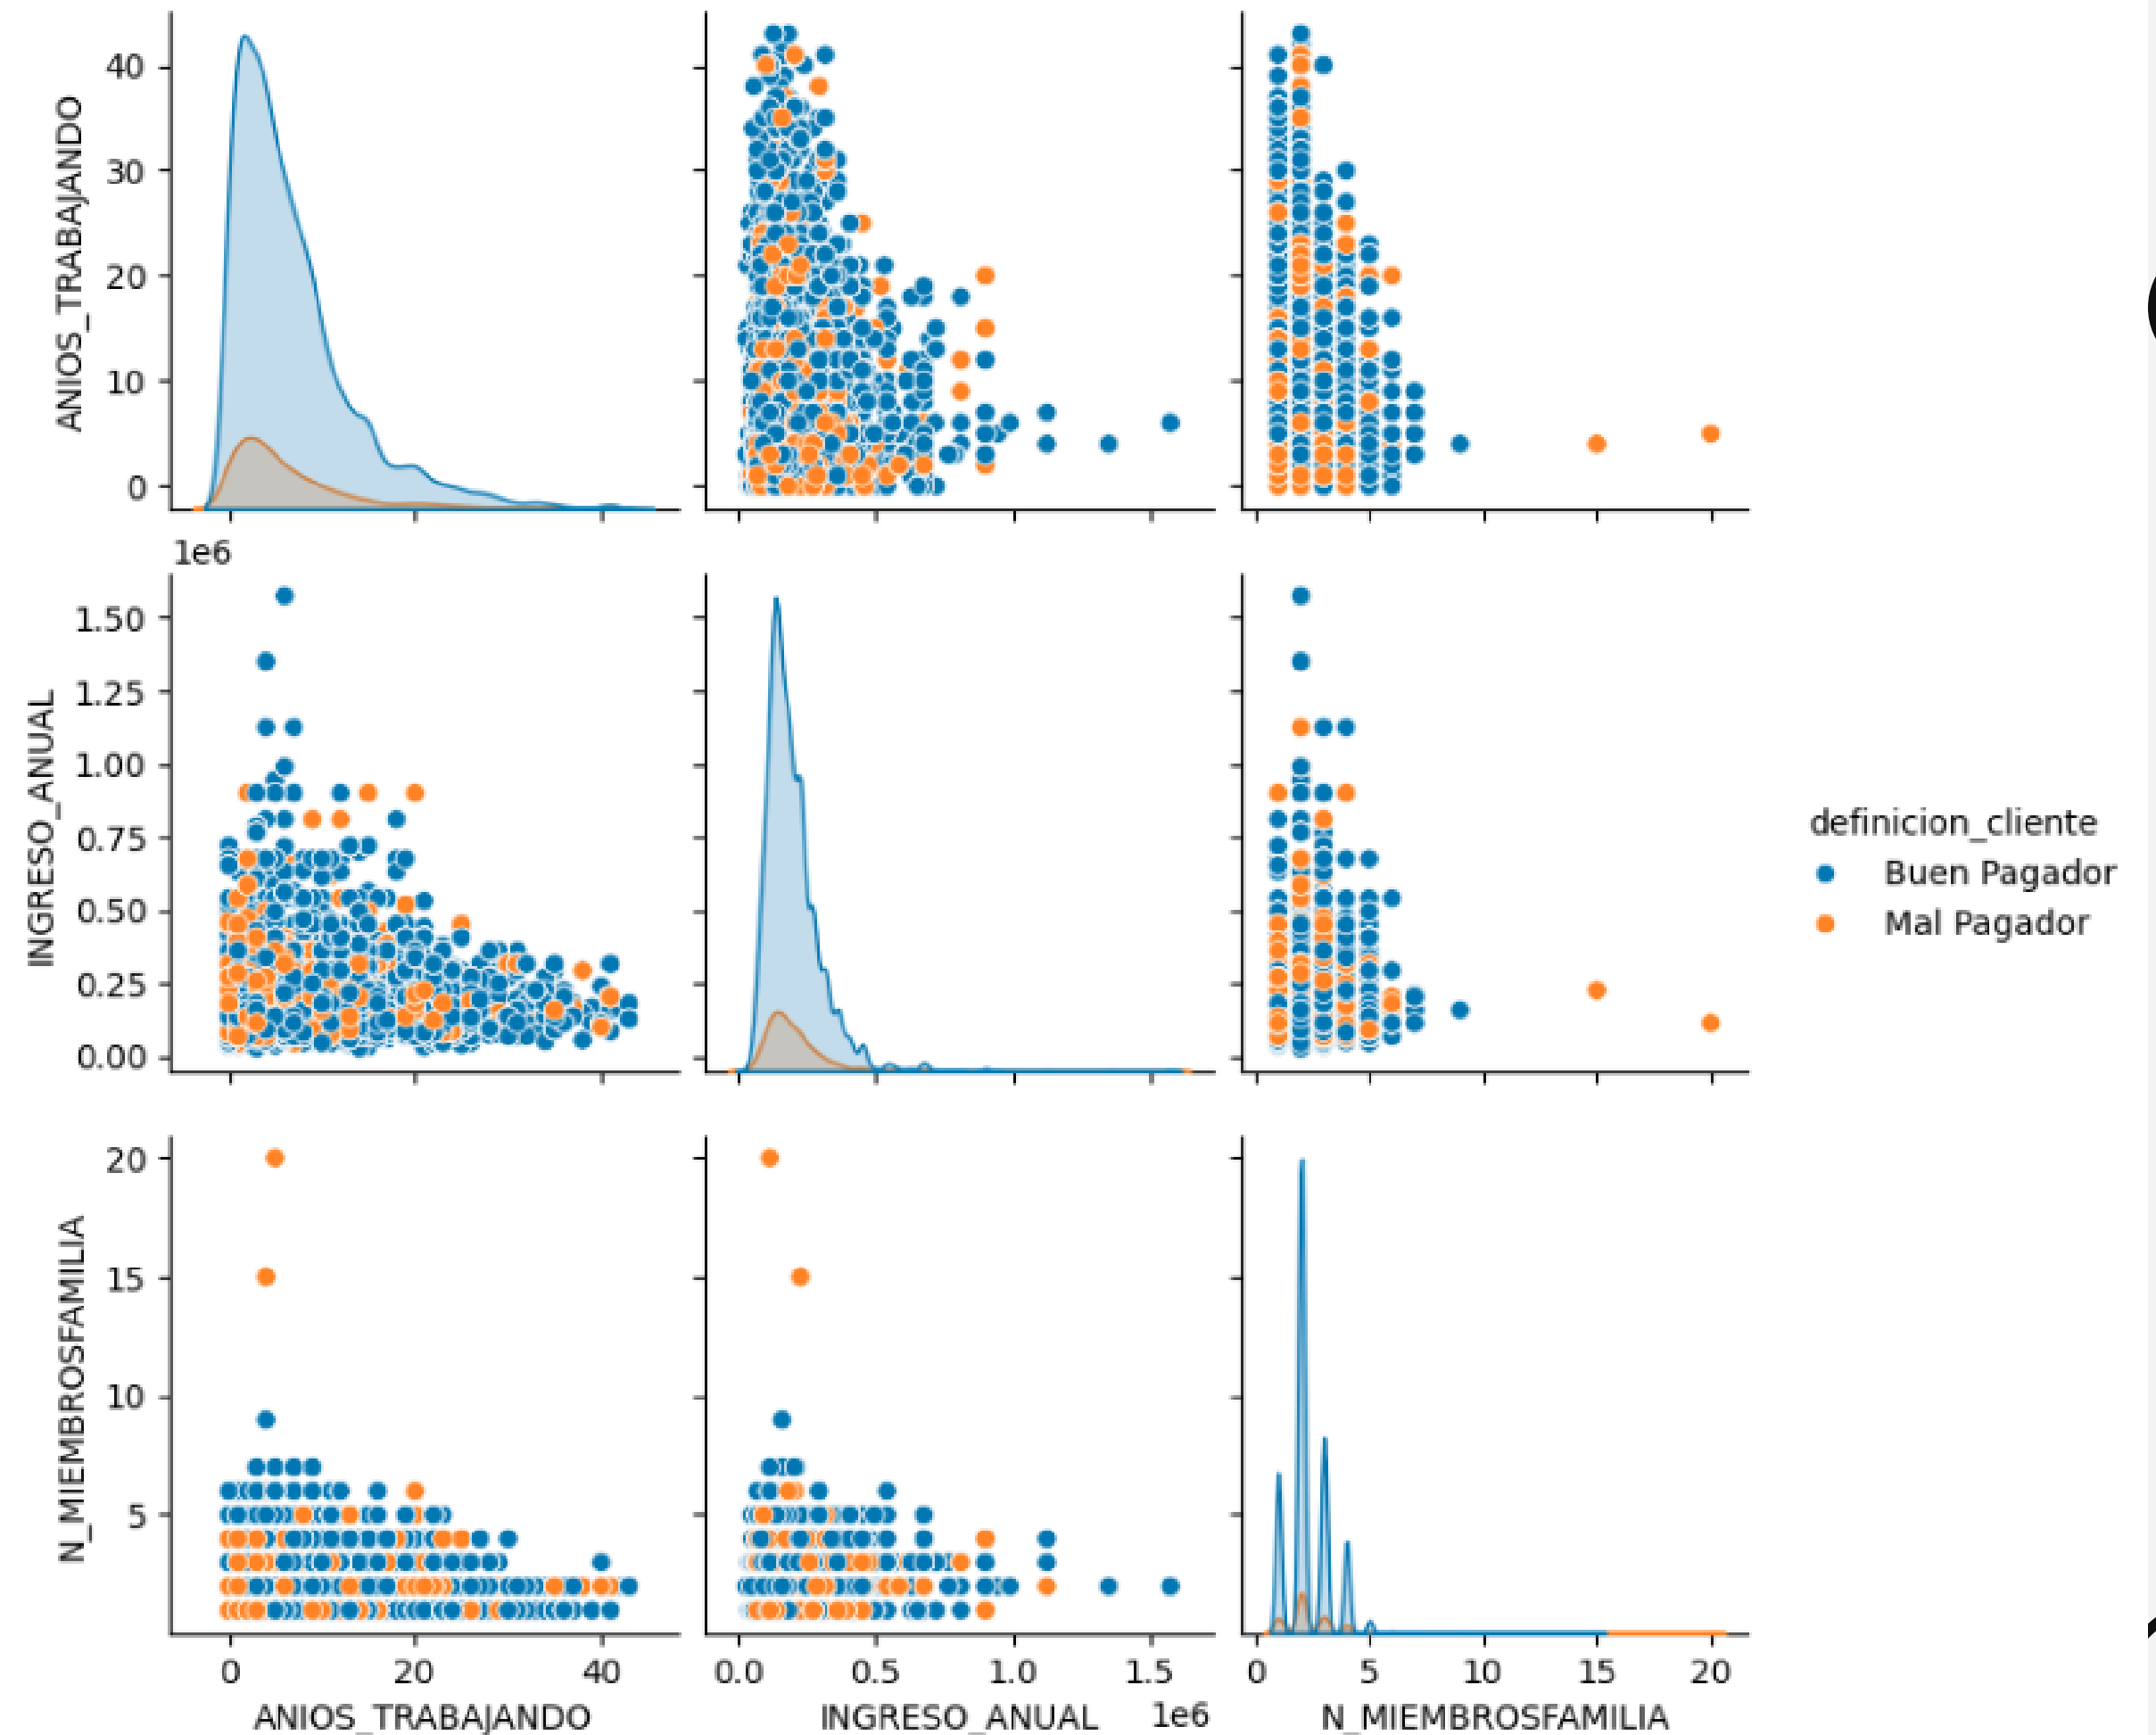 ANIOS_TRABAJANDO
40
30
20
10
0
1e6
INGRESO_ANUAL
1.50
1.25
1.00
0.75
0.50
0.25
0.00
definicion_cliente
Buen Pagador
Mal Pagador
N_MIEMBROSFAMILIA
20
15
10
5
0 20 40
0.0 0.5 1.0 1.5
0 5 10 15 20
ANIOS_TRABAJANDO
INGRESO_ANUAL 1e6
N_MIEMBROSFAMILIA